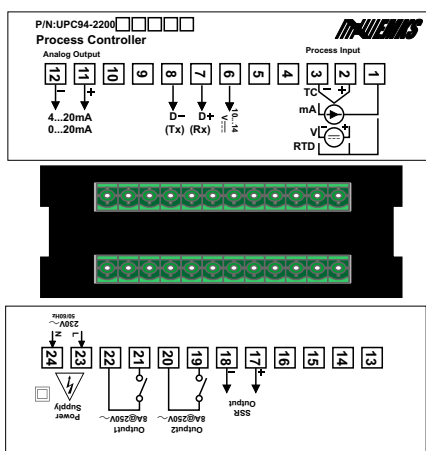 P/N:UPC94-2200□□□□□
Process Controller
Analog Output
Process Input
12 11 10 9 8 7 6 5 4 3 2 1
− + − +
4...20mA
0...20mA
D− D+
(Tx) (Rx)
10...14
V
TC
mA
V − +
RTD
24 23 22 21 20 19 18 17 16 15 14 13
N L
230V~
50/60Hz
− +
Power
Supply
8A@250V~
Output1
8A@250V~
Output2
SSR
Output